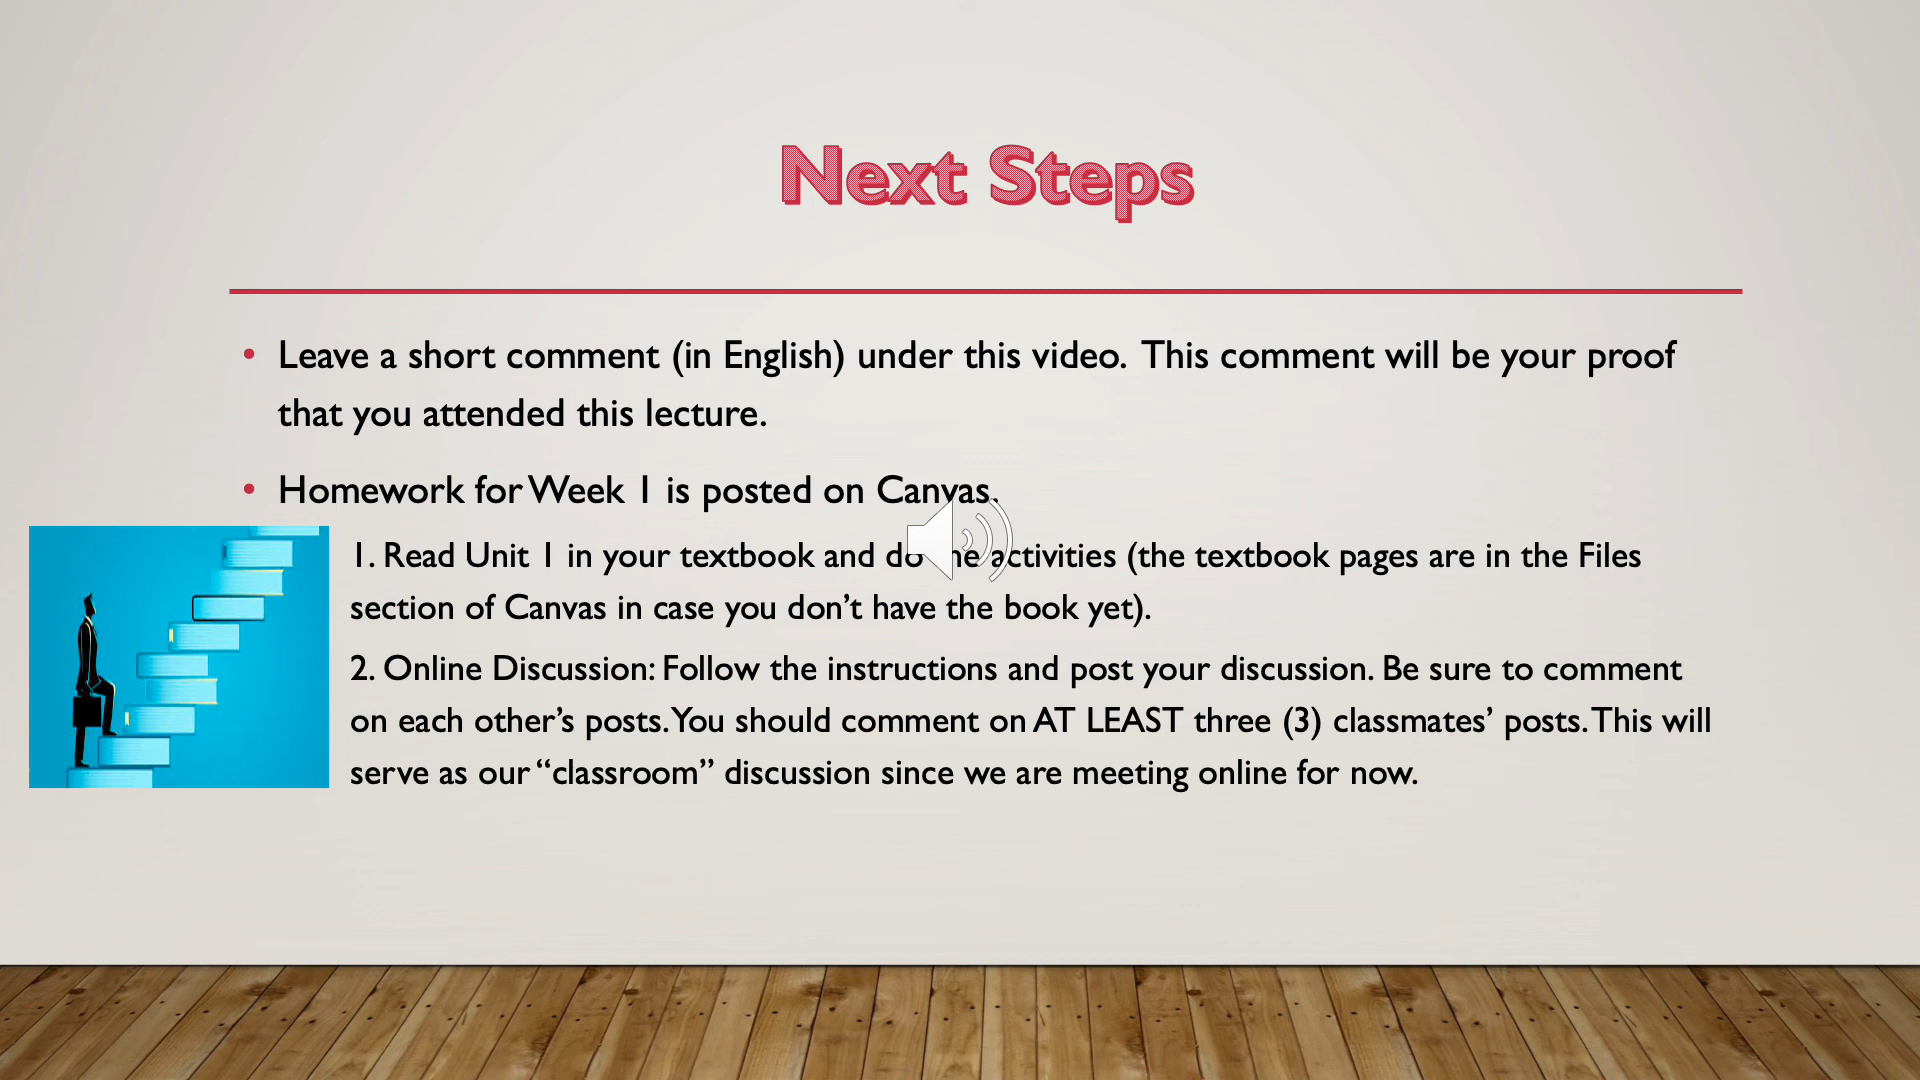 Next Steps
• Leave a short comment (in English) under this video. This comment will be your proof
that you attended this lecture.
• Homework for Week 1 is posted on Canvas.
1. Read Unit 1 in your textbook and do activities (the textbook pages are in the Files
section of Canvas in case you don’t have the book yet).
2. Online Discussion: Follow the instructions and post your discussion. Be sure to comment
on each other’s posts. You should comment on AT LEAST three (3) classmates’ posts. This will
serve as our “classroom” discussion since we are meeting online for now.